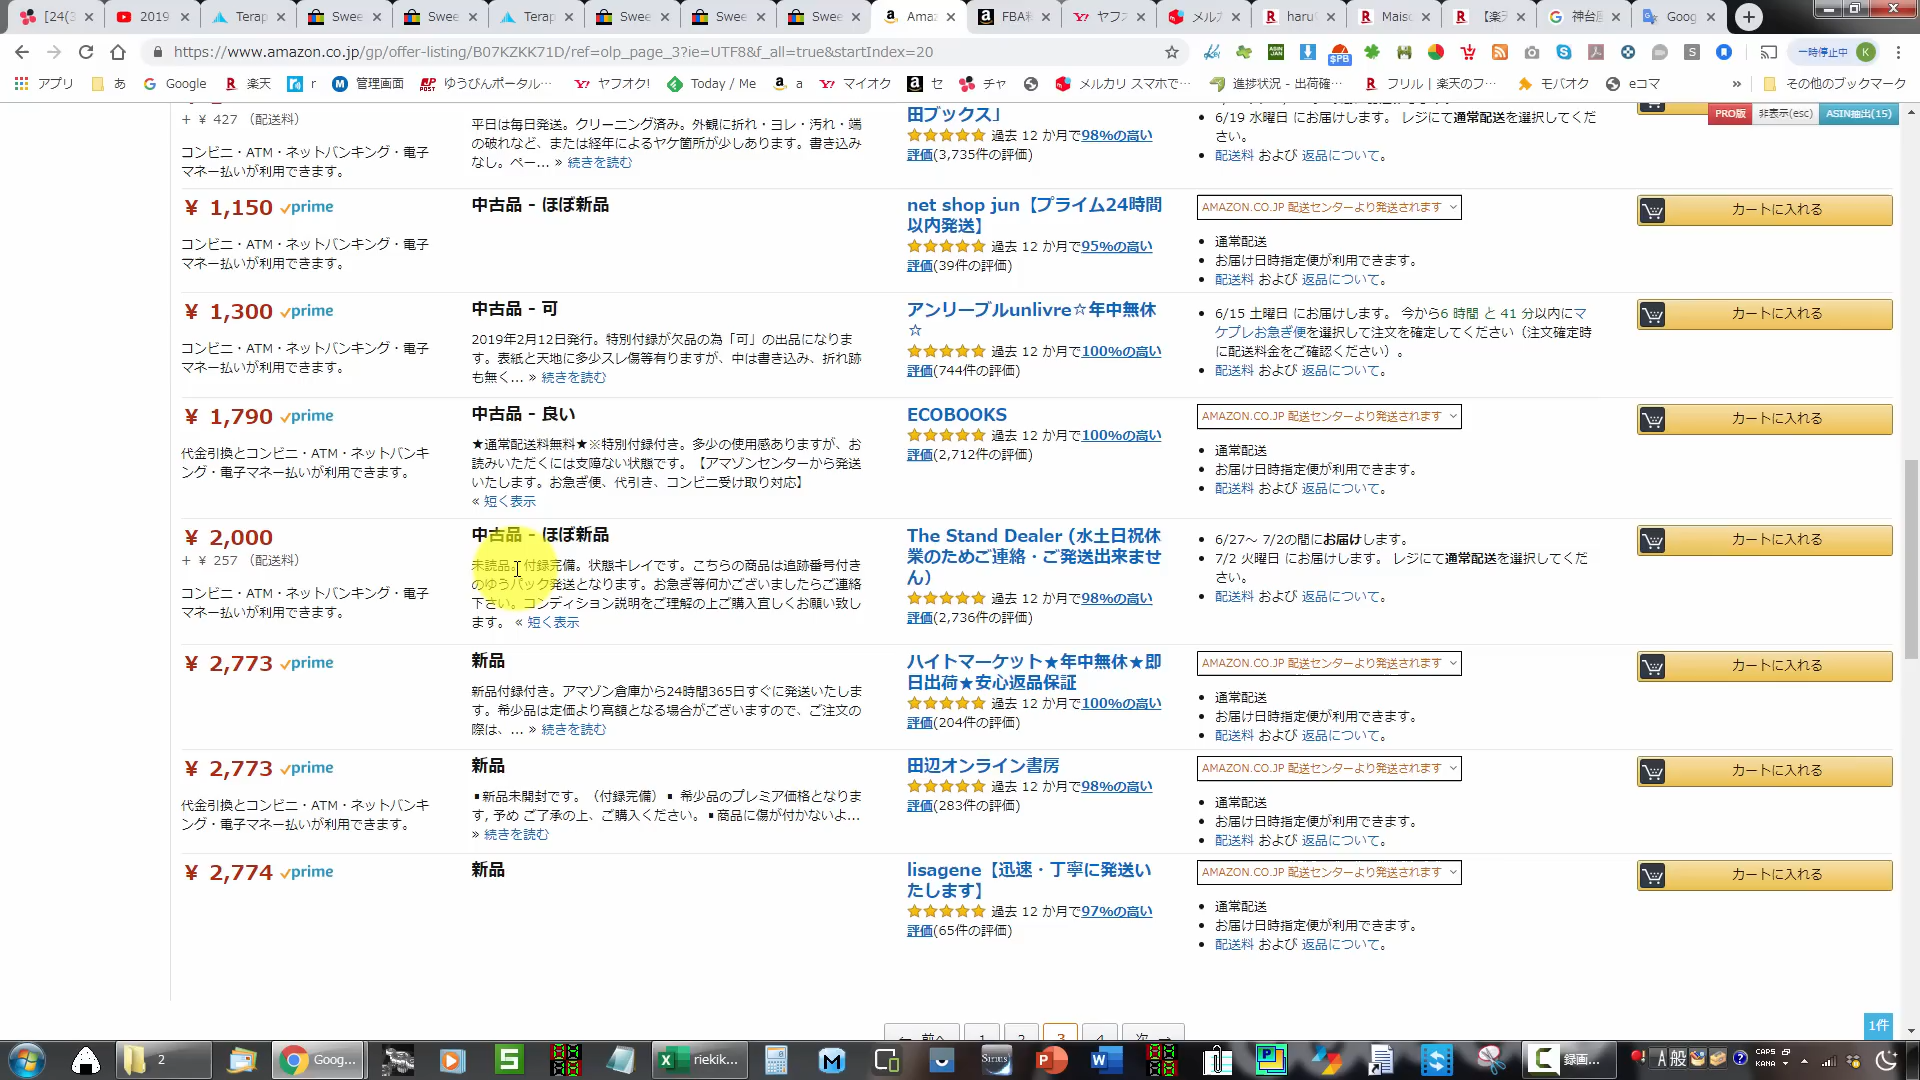 [24(3
2019
Terap
Swee
Swee
Terap
Swee
Swee
Swee
Amaz
FBA料
ヤフオ
メルカ
haru
Maiso
【楽天
神台
Goog
https://www.amazon.co.jp/gp/offer-listing/B07KZKK71D/ref=olp_page_3?ie=UTF8&f_all=true&startIndex=20
一時停止中 K
アプリ
あ
Google
楽天
r
管理画面
ゆうびんポータル…
ヤフオク!
Today / Me
a
マイオク
セ
チャ
メルカリ スマホで…
進捗状況 - 出荷確…
フリル | 楽天のフ…
モバオク
eコマ
»
その他のブックマーク
PRO版 非表示(esc) ASIN抽出(15)
+ ¥ 427 （配送料）
コンビニ・ATM・ネットバンキング・電子
マネー払いが利用できます。
平日は毎日発送。クリーニング済み。外観に折れ・ヨレ・汚れ・端
の破れなど、または経年によるヤケ箇所が少しあります。書き込み
なし。ペー... » 続きを読む
田ブックス」
過去 12 か月で98%の高い
評価(3,735件の評価)
6/19 水曜日 にお届けします。 レジにて通常配送を選択してくだ
さい。
配送料 および 返品について。
¥ 1,150 prime
コンビニ・ATM・ネットバンキング・電子
マネー払いが利用できます。
中古品 - ほぼ新品
net shop jun【プライム24時間
以内発送】
過去 12 か月で95%の高い
評価(39件の評価)
AMAZON.CO.JP 配送センターより発送されます
通常配送
お届け日時指定便が利用できます。
配送料 および 返品について。
カートに入れる
¥ 1,300 prime
コンビニ・ATM・ネットバンキング・電子
マネー払いが利用できます。
中古品 - 可
2019年2月12日発行。特別付録が欠品の為「可」の出品になりま
す。表紙と天地に多少スレ傷等有りますが、中は書き込み、折れ跡
も無く... » 続きを読む
アンリーブルunlivre☆年中無休
☆
過去 12 か月で100%の高い
評価(744件の評価)
6/15 土曜日 にお届けします。 今から6 時間 と 41 分以内にマ
ケプレお急ぎ便を選択して注文を確定してください（注文確定時
に配送料金をご確認ください）。
配送料 および 返品について。
カートに入れる
¥ 1,790 prime
代金引換とコンビニ・ATM・ネットバンキ
ング・電子マネー払いが利用できます。
中古品 - 良い
★通常配送料無料★※特別付録付き。多少の使用感ありますが、お
読みいただくには支障ない状態です。【アマゾンセンターから発送
いたします。お急ぎ便、代引き、コンビニ受け取り対応】
« 短く表示
ECOBOOKS
過去 12 か月で100%の高い
評価(2,712件の評価)
AMAZON.CO.JP 配送センターより発送されます
通常配送
お届け日時指定便が利用できます。
配送料 および 返品について。
カートに入れる
¥ 2,000
+ ¥ 257 （配送料）
コンビニ・ATM・ネットバンキング・電子
マネー払いが利用できます。
中古品 - ほぼ新品
未読品。付録完備。状態キレイです。こちらの商品は追跡番号付き
のゆうパック発送となります。お急ぎ等何かございましたらご連絡
下さい。コンディション説明をご理解の上ご購入宜しくお願い致し
ます。 « 短く表示
The Stand Dealer (水土日祝休
業のためご連絡・ご発送出来ませ
ん）
過去 12 か月で98%の高い
評価(2,736件の評価)
6/27～ 7/2の間にお届けします。
7/2 火曜日 にお届けします。 レジにて通常配送を選択してくだ
さい。
配送料 および 返品について。
カートに入れる
¥ 2,773 prime
新品
新品付録付き。アマゾン倉庫から24時間365日すぐに発送いたしま
す。希少品は定価より高額となる場合がございますので、ご注文の
際は、... » 続きを読む
ハイトマーケット★年中無休★即
日出荷★安心返品保証
過去 12 か月で100%の高い
評価(204件の評価)
AMAZON.CO.JP 配送センターより発送されます
通常配送
お届け日時指定便が利用できます。
配送料 および 返品について。
カートに入れる
¥ 2,773 prime
代金引換とコンビニ・ATM・ネットバンキ
ング・電子マネー払いが利用できます。
新品
▪新品未開封です。（付録完備）▪ 希少品のプレミア価格となりま
す, 予め ご了承の上、ご購入ください。▪商品に傷が付かないよ...
» 続きを読む
田辺オンライン書房
過去 12 か月で98%の高い
評価(283件の評価)
AMAZON.CO.JP 配送センターより発送されます
通常配送
お届け日時指定便が利用できます。
配送料 および 返品について。
カートに入れる
¥ 2,774 prime
新品
lisagene【迅速・丁寧に発送い
たします】
過去 12 か月で97%の高い
評価(65件の評価)
AMAZON.CO.JP 配送センターより発送されます
通常配送
お届け日時指定便が利用できます。
配送料 および 返品について。
カートに入れる
← 前へ 1 2 3 4 次 →
1件
2
Goog...
riekik...
録画...
A 般
CAPS
KANA